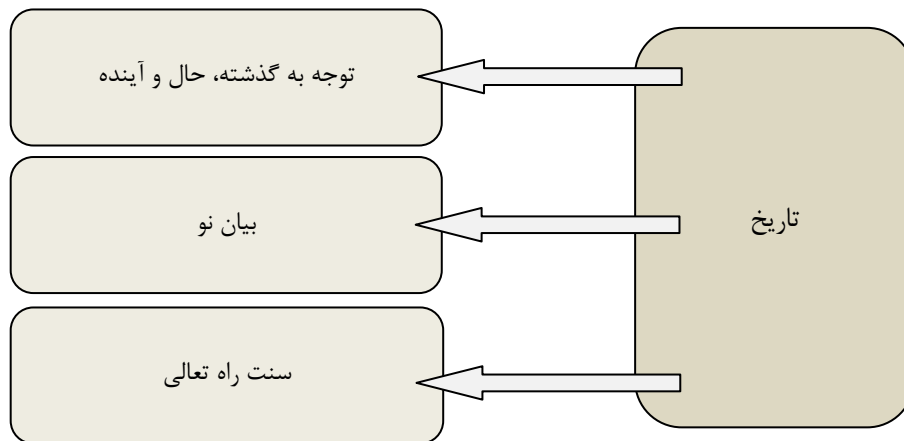 تاریخ
توجه به گذشته، حال و آینده
بیان نو
سنت راه تعالی